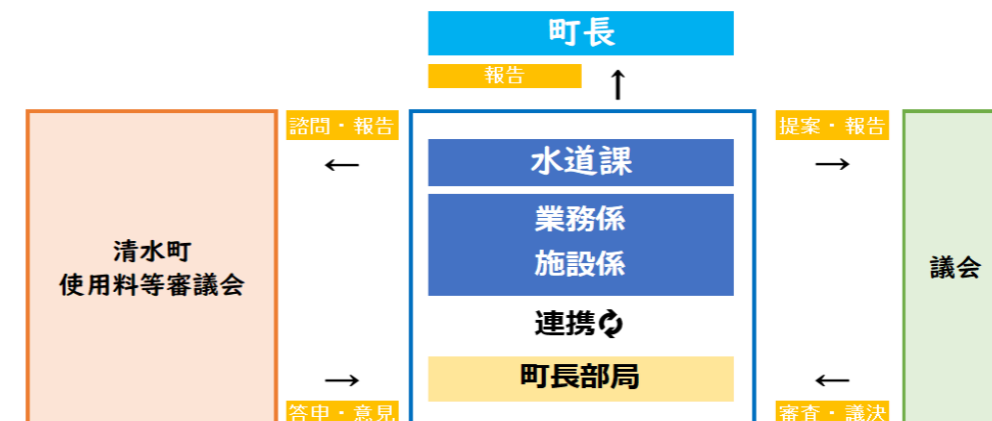 町長
報告
↑
諮問・報告
提案・報告
←
→
水道課
業務係
施設係
清水町
使用料等審議会
議会
連携
町長部局
→
←
答申・意見
審査・議決